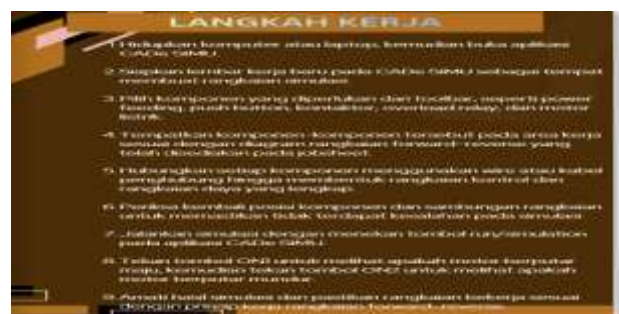 LANGKAH KERJA
1. Hidupkan komputer atau laptop, kemudian buka aplikasi
CADe SIMU.
2. Siapkan lembar kerja baru pada CADe SIMU sebagai tempat
membuat rangkaian simulasi.
3. Pilih komponen yang diperlukan dari toolbar, seperti power
feeding, push button, kontaktor, overload relay, dan motor
listrik.
4. Tempatkan komponen-komponen tersebut pada area kerja
sesuai dengan diagram rangkaian forward-reverse yang
telah disediakan pada jobsheet.
5. Hubungkan setiap komponen menggunakan wire atau kabel
penghubung hingga membentuk rangkaian kontrol dan
rangkaian daya yang lengkap.
6. Periksa kembali posisi komponen dan sambungan rangkaian
untuk memastikan tidak terdapat kesalahan pada simulasi.
7. Jalankan simulasi dengan menekan tombol run/simulation
pada aplikasi CADe SIMU.
8. Tekan tombol ON1 untuk melihat apakah motor berputar
maju, kemudian tekan tombol ON2 untuk melihat apakah
motor berputar mundur.
9. Amati hasil simulasi dan pastikan rangkaian bekerja sesuai
dengan prinsip kerja rangkaian forward-reverse.